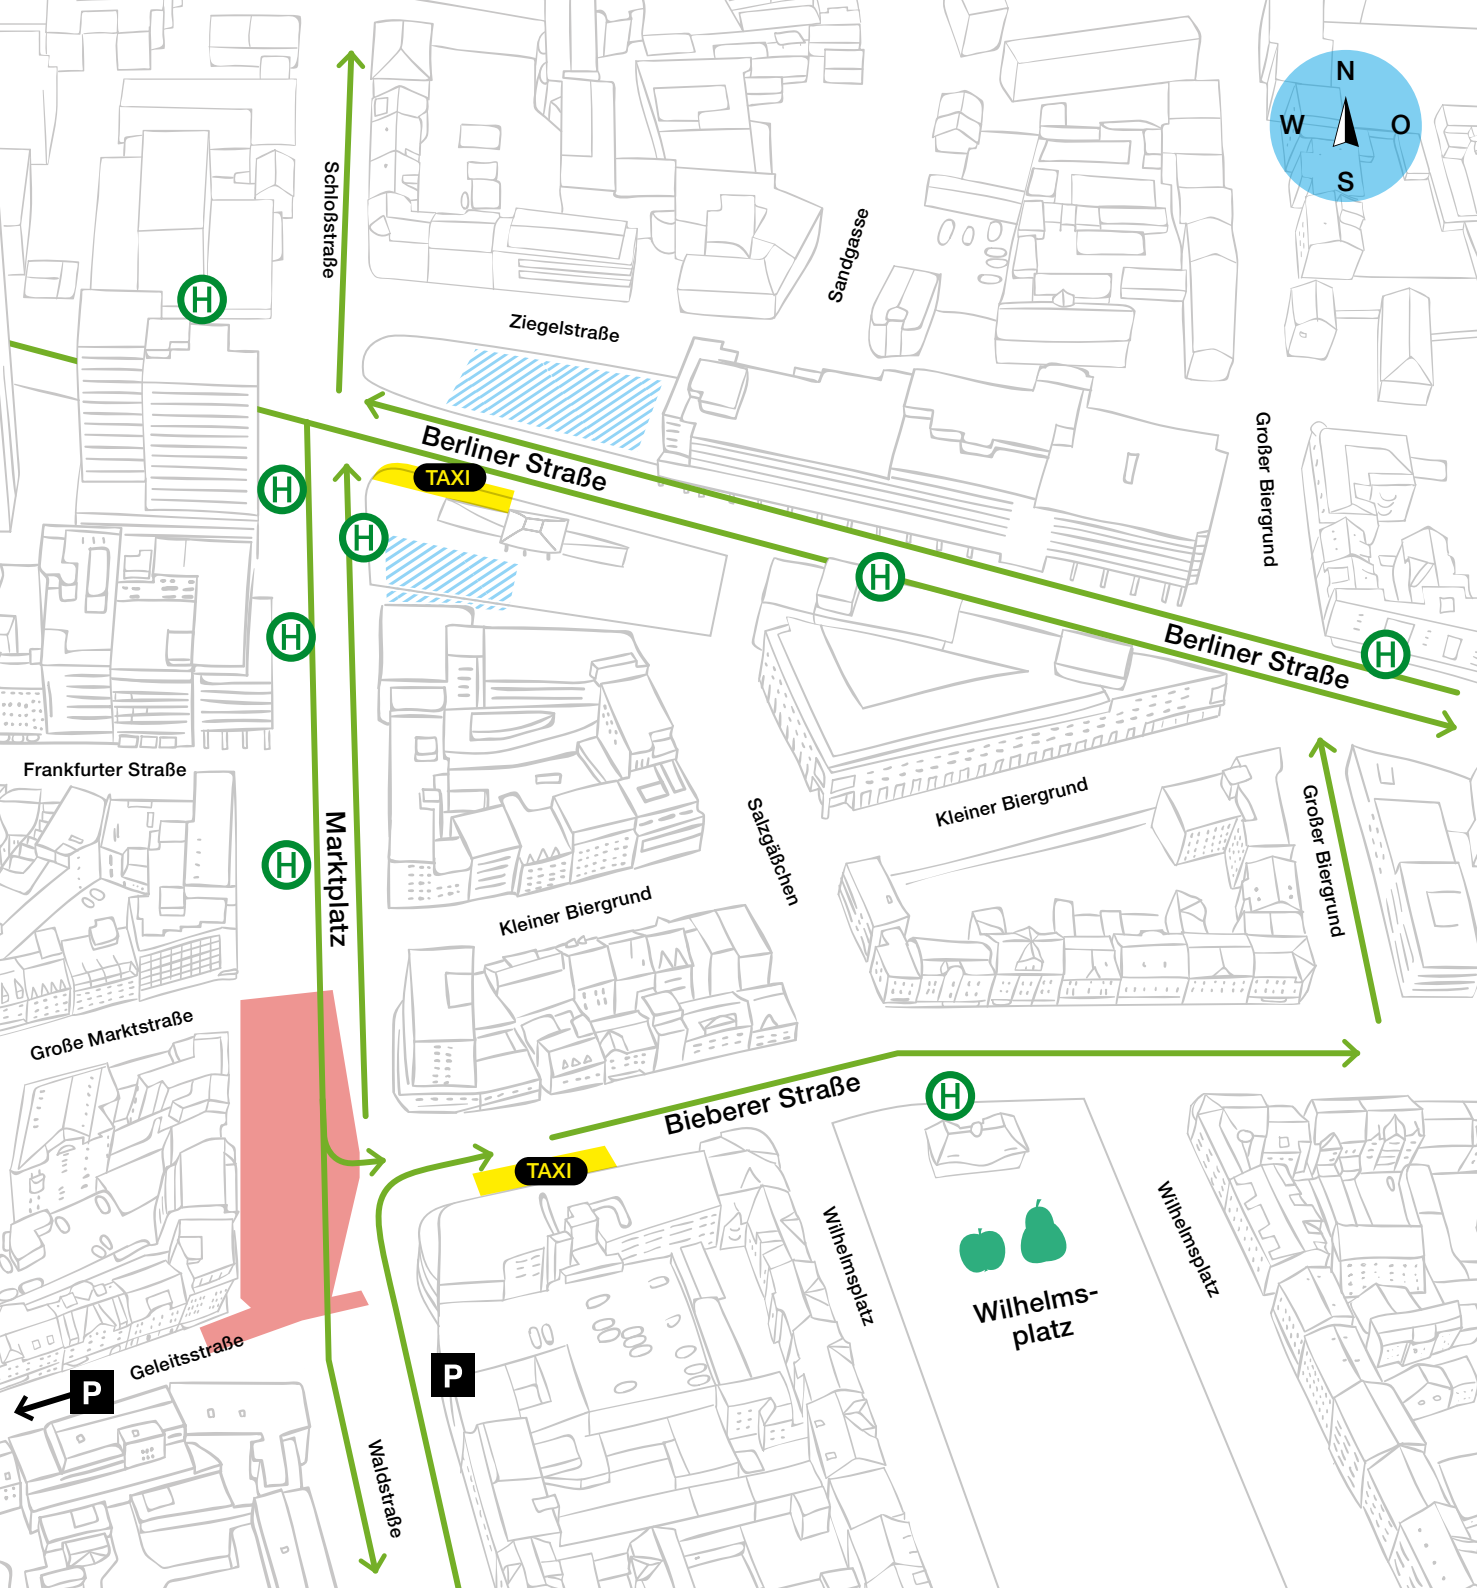 N
W O
S
Schloßstraße
Sandgasse
H
Ziegelstraße
Berliner Straße
TAXI
H
H
Großer Biergrund
H
H
Berliner Straße
H
Frankfurter Straße
Marktplatz
H
Salzgäßchen
Kleiner Biergrund
Großer Biergrund
Kleiner Biergrund
Große Marktstraße
Bieberer Straße
H
TAXI
Wilhelmsplatz
Wilhelmsplatz
Wilhelms-
platz
Geleitsstraße
P
P
Waldstraße